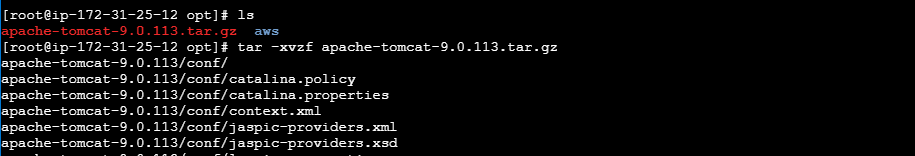 [root@ip-172-31-25-12 opt]# ls
apache-tomcat-9.0.113.tar.gz  aws
[root@ip-172-31-25-12 opt]# tar -xvzf apache-tomcat-9.0.113.tar.gz
apache-tomcat-9.0.113/conf/
apache-tomcat-9.0.113/conf/catalina.policy
apache-tomcat-9.0.113/conf/catalina.properties
apache-tomcat-9.0.113/conf/context.xml
apache-tomcat-9.0.113/conf/jaspic-providers.xml
apache-tomcat-9.0.113/conf/jaspic-providers.xsd